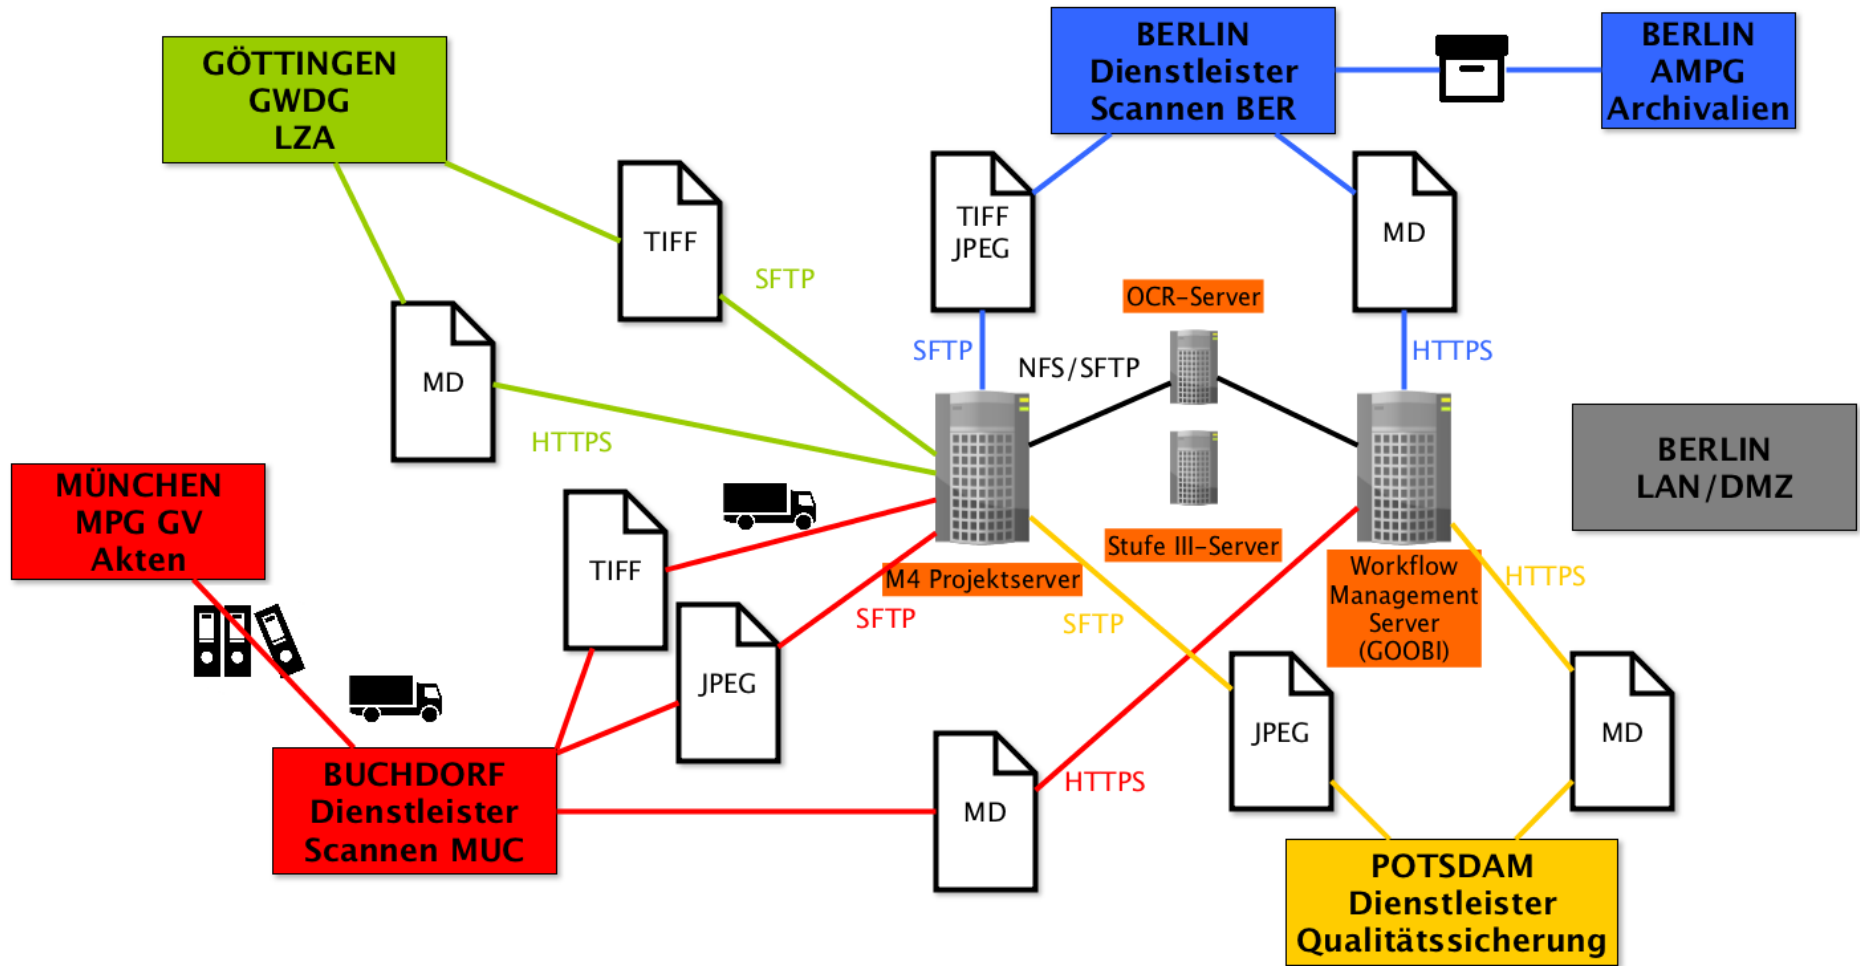 GÖTTINGEN
GWDG
LZA
BERLIN
Dienstleister
Scannen BER
BERLIN
AMPG
Archivalien
TIFF
SFTP
TIFF
JPEG
MD
OCR-Server
SFTP
NFS/SFTP
HTTPS
MD
HTTPS
BERLIN
LAN/DMZ
MÜNCHEN
MPG GV
Akten
TIFF
Stufe III-Server
M4 Projektserver
SFTP
SFTP
Workflow
Management
Server
(GOOBI)
HTTPS
JPEG
JPEG
MD
BUCHDORF
Dienstleister
Scannen MUC
MD
HTTPS
POTSDAM
Dienstleister
Qualitätssicherung